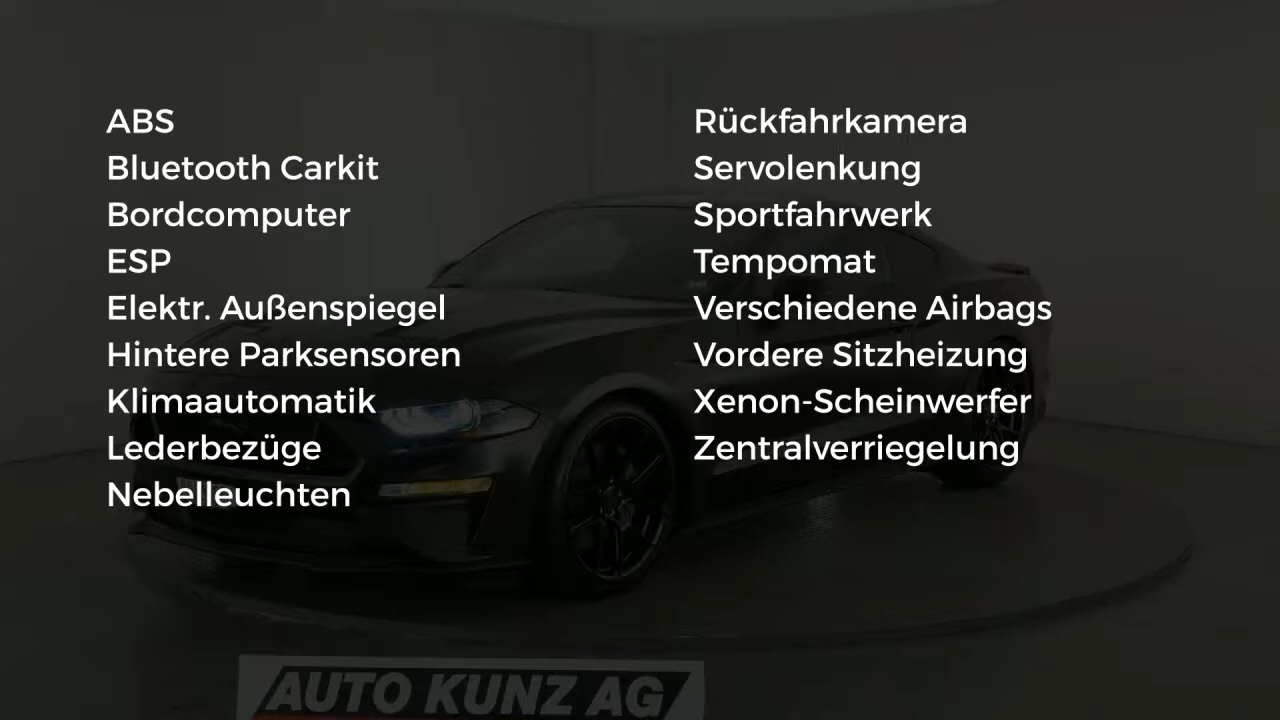 ABS
Bluetooth Carkit
Bordcomputer
ESP
Elektr. Außenspiegel
Hintere Parksensoren
Klimaautomatik
Lederbezüge
Nebelleuchten
Rückfahrkamera
Servolenkung
Sportfahrwerk
Tempomat
Verschiedene Airbags
Vordere Sitzheizung
Xenon-Scheinwerfer
Zentralverriegelung
AUTO KUNZ AG